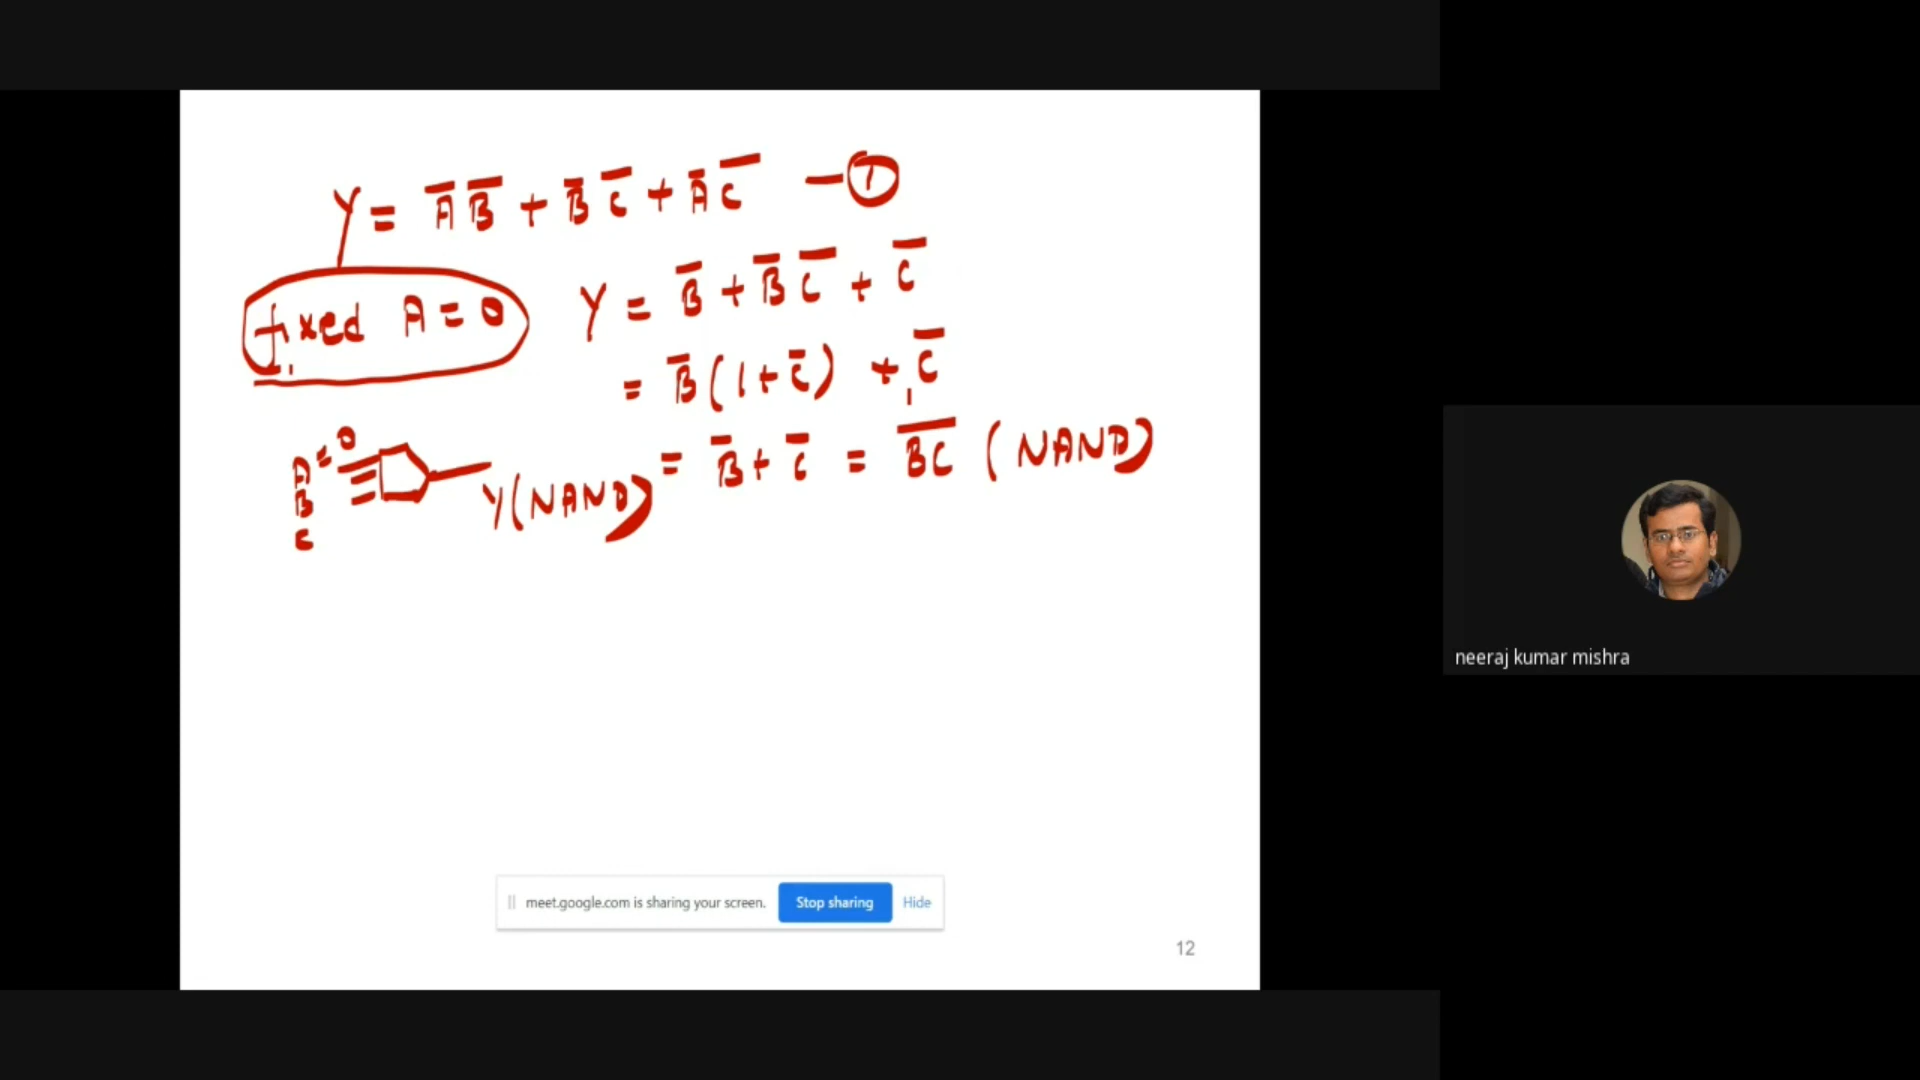 Y = A̅ B̅ + B̅ C̅ + A̅ C̅ — ①
fixed A = 0
Y = B̅ + B̅ C̅ + C̅
= B̅ (1 + C̅) + C̅
= B̅ + C̅ = B̅C̅ (NAND)
A = 0
B
C
Y (NAND)
meet.google.com is sharing your screen. Stop sharing Hide
12
neeraj kumar mishra